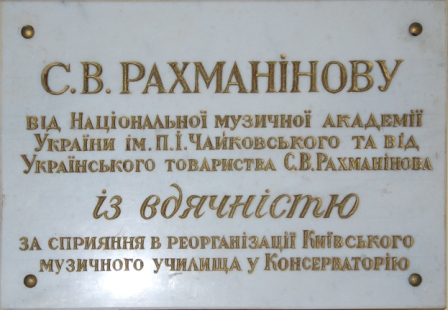 С.В. РАХМАНІНОВУ
ВІД НАЦІОНАЛЬНОЇ МУЗИЧНОЇ АКАДЕМІЇ
УКРАЇНИ ІМ. П.І. ЧАЙКОВСЬКОГО ТА ВІД
УКРАЇНСЬКОГО ТОВАРИСТВА С.В. РАХМАНІНОВА
із вдячністю
ЗА СПРИЯННЯ В РЕОРГАНІЗАЦІЇ КИЇВСЬКОГО
МУЗИЧНОГО УЧИЛИЩА У КОНСЕРВАТОРІЮ